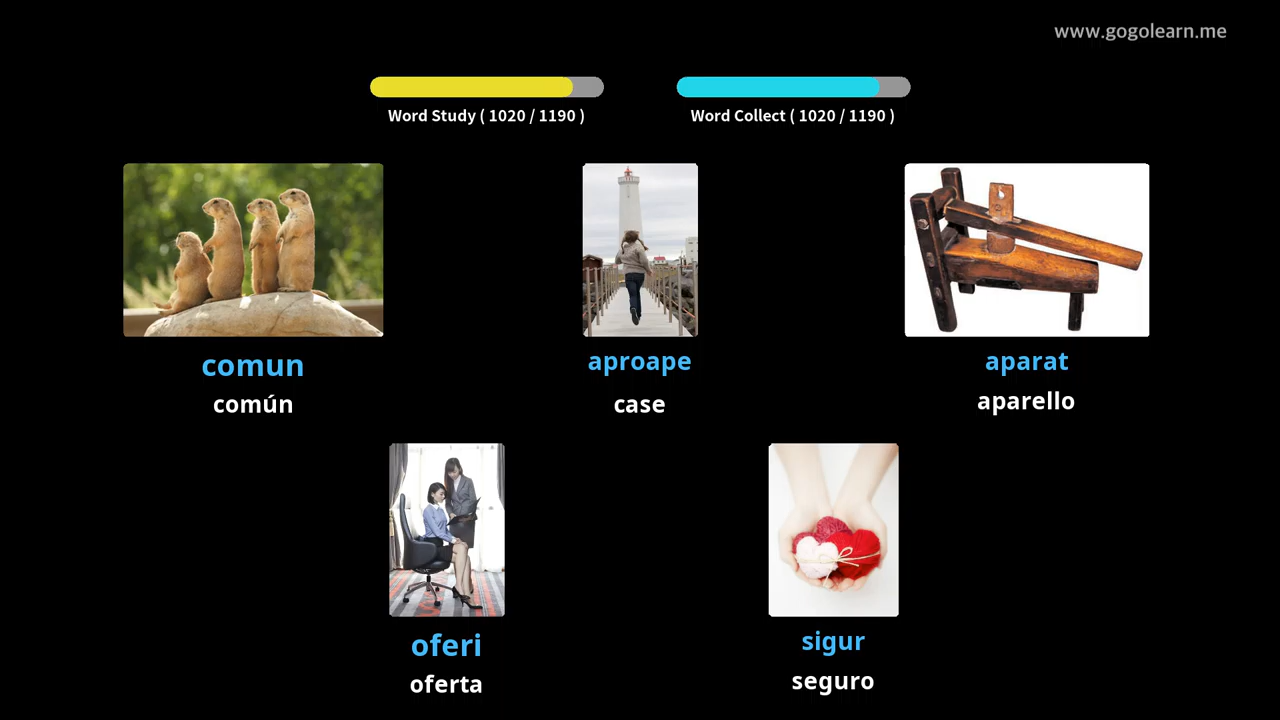 www.gogolearn.me
Word Study ( 1020 / 1190 )
Word Collect ( 1020 / 1190 )
comun
común
aproape
case
aparat
aparello
oferi
oferta
sigur
seguro